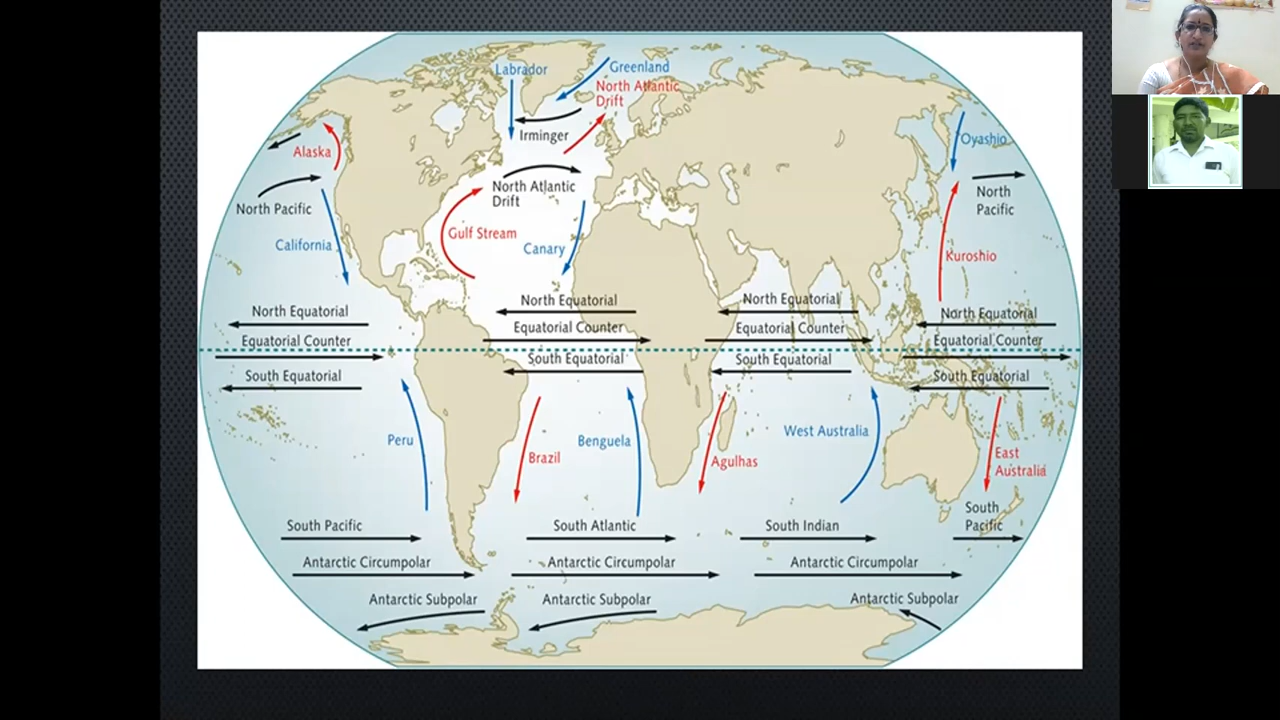 Labrador
Greenland
North Atlantic
Drift
Irminger
Oyashio
Alaska
North Atlantic
Drift
North
Pacific
North Pacific
Gulf Stream
California
Canary
Kuroshio
North Equatorial
North Equatorial
North Equatorial
North Equatorial
Equatorial Counter
Equatorial Counter
Equatorial Counter
Equatorial Counter
South Equatorial
South Equatorial
South Equatorial
South Equatorial
Peru
Brazil
Benguela
Agulhas
West Australia
East
Australia
South Pacific
South Atlantic
South Indian
South
Pacific
Antarctic Circumpolar
Antarctic Circumpolar
Antarctic Circumpolar
Antarctic Subpolar
Antarctic Subpolar
Antarctic Subpolar